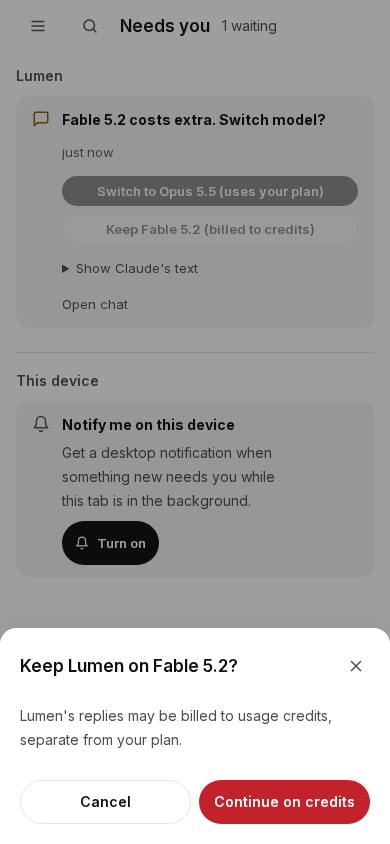 Needs you 1 waiting
Lumen
Fable 5.2 costs extra. Switch model?
just now
Switch to Opus 5.5 (uses your plan)
Keep Fable 5.2 (billed to credits)
Show Claude's text
Open chat
This device
Notify me on this device
Get a desktop notification when
something new needs you while
this tab is in the background.
Turn on
Keep Lumen on Fable 5.2?
Lumen's replies may be billed to usage credits,
separate from your plan.
Cancel Continue on credits